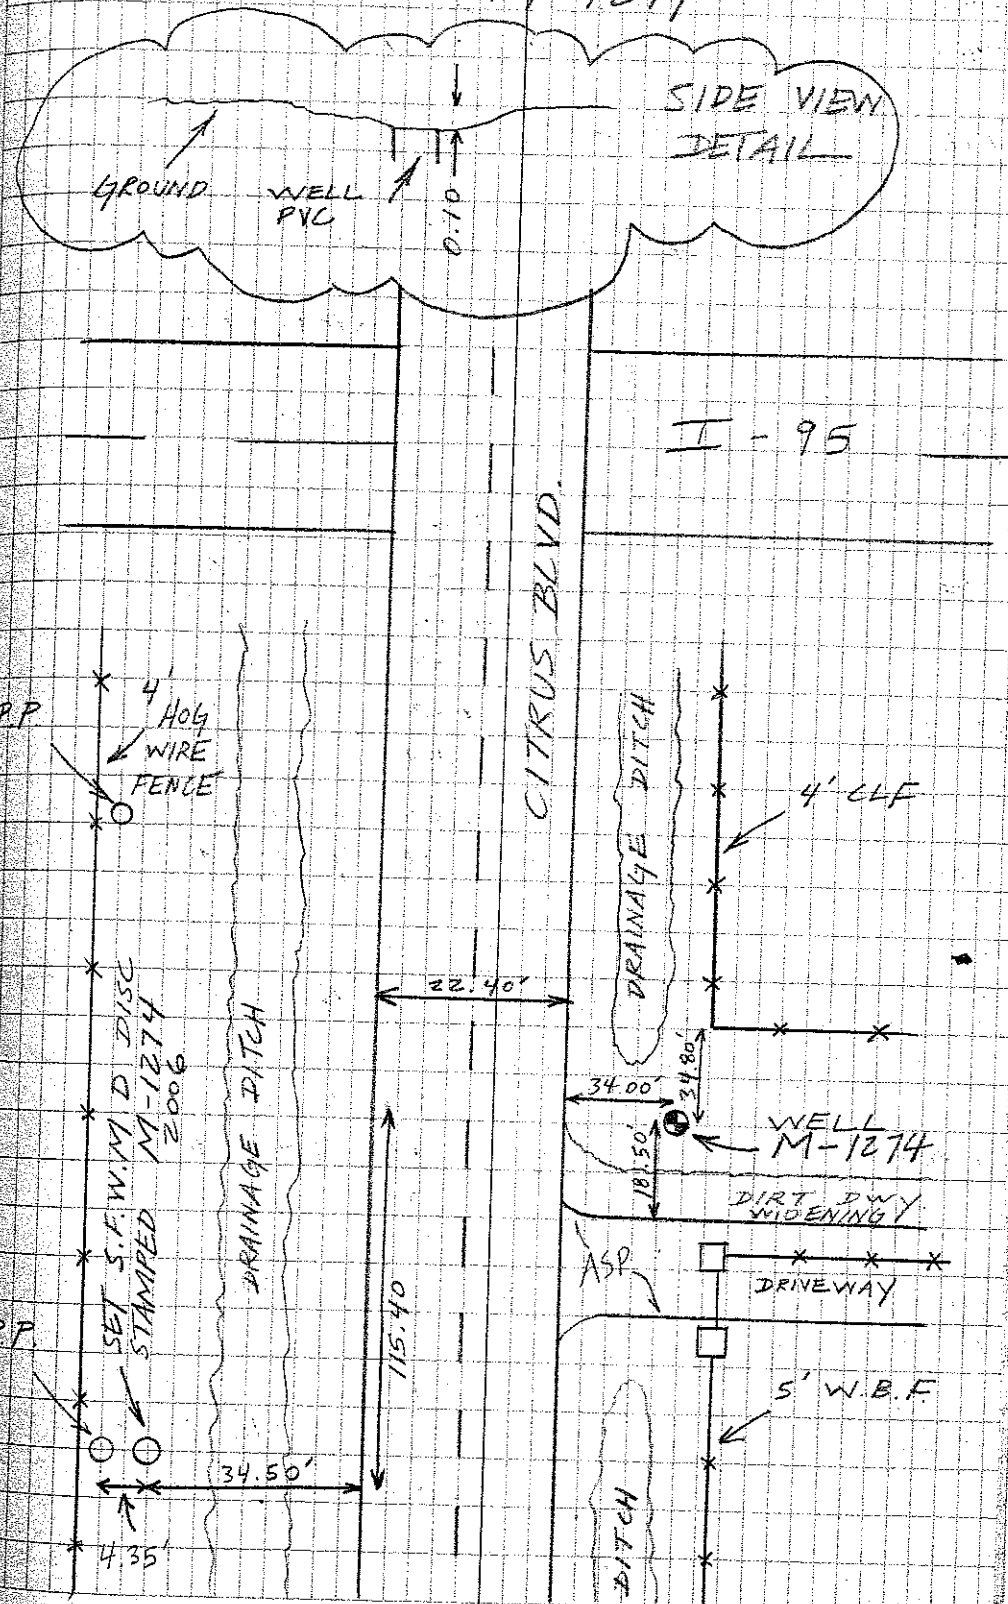 SIDE VIEW
DETAIL
GROUND
WELL
PVC
0.10
I-95
CITRUS BLVD.
P.P.
4'
HOG
WIRE
FENCE
DRAINAGE DITCH
4' CLF
22.40'
SET S.F.W.M.D DISC
STAMPED M-1274
2006
DRAINAGE DITCH
34.80'
34.00'
WELL
M-1274
DIRT DWY.
WIDENING
ASP.
DRIVEWAY
115.40
P.P.
5' W.B.F.
34.50'
4.35'
DITCH